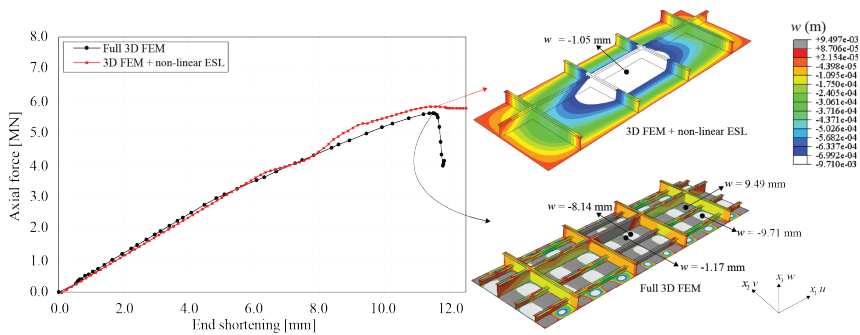 8.0
7.0
6.0
5.0
4.0
3.0
2.0
1.0
0.0
Axial force [MN]
0.0
2.0
4.0
6.0
8.0
10.0
12.0
End shortening [mm]
Full 3D FEM
3D FEM + non-linear ESL
w = -1.05 mm
3D FEM + non-linear ESL
w (m)
+9.497e-03
+8.706e-05
+2.154e-05
-4.398e-05
-1.095e-04
-1.750e-04
-2.405e-04
-3.061e-04
-3.716e-04
-4.371e-04
-5.026e-04
-5.682e-04
-6.337e-04
-6.992e-04
-9.710e-03
w = 9.49 mm
w = -8.14 mm
w = -9.71 mm
w = -1.17 mm
Full 3D FEM
x₃ w
x₂ v
x₁ u